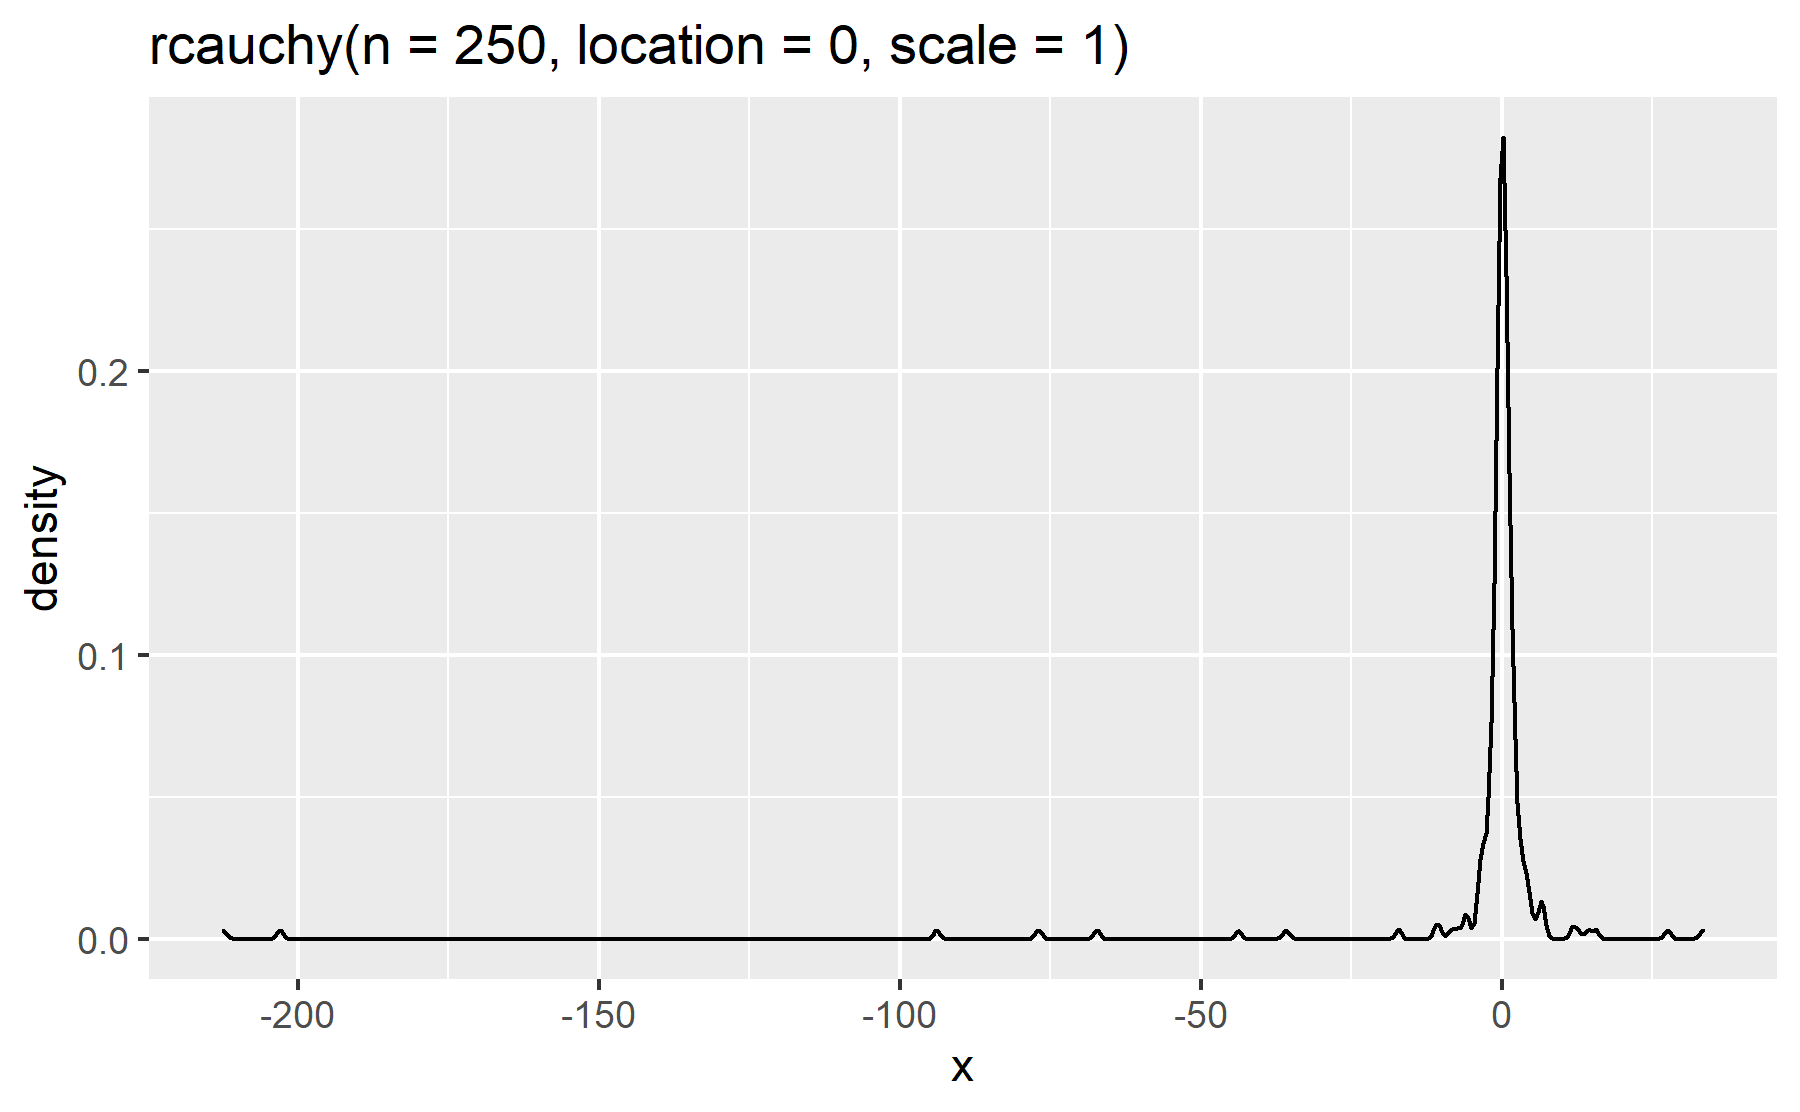 rcauchy(n = 250, location = 0, scale = 1)
density
0.2
0.1
0.0
-200 -150 -100 -50 0
x